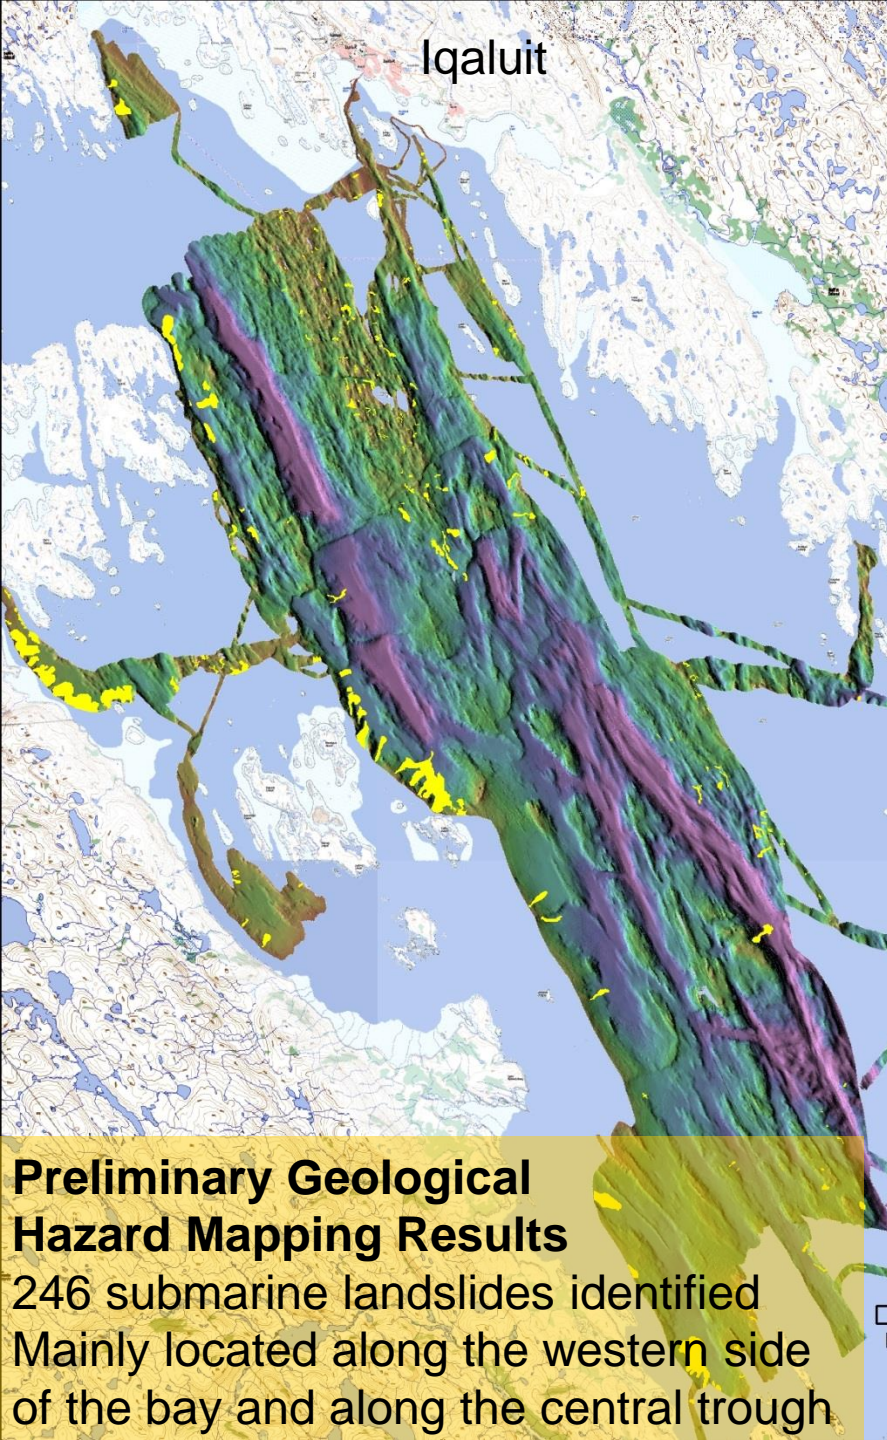 Iqaluit
Preliminary Geological
Hazard Mapping Results
246 submarine landslides identified
Mainly located along the western side
of the bay and along the central trough